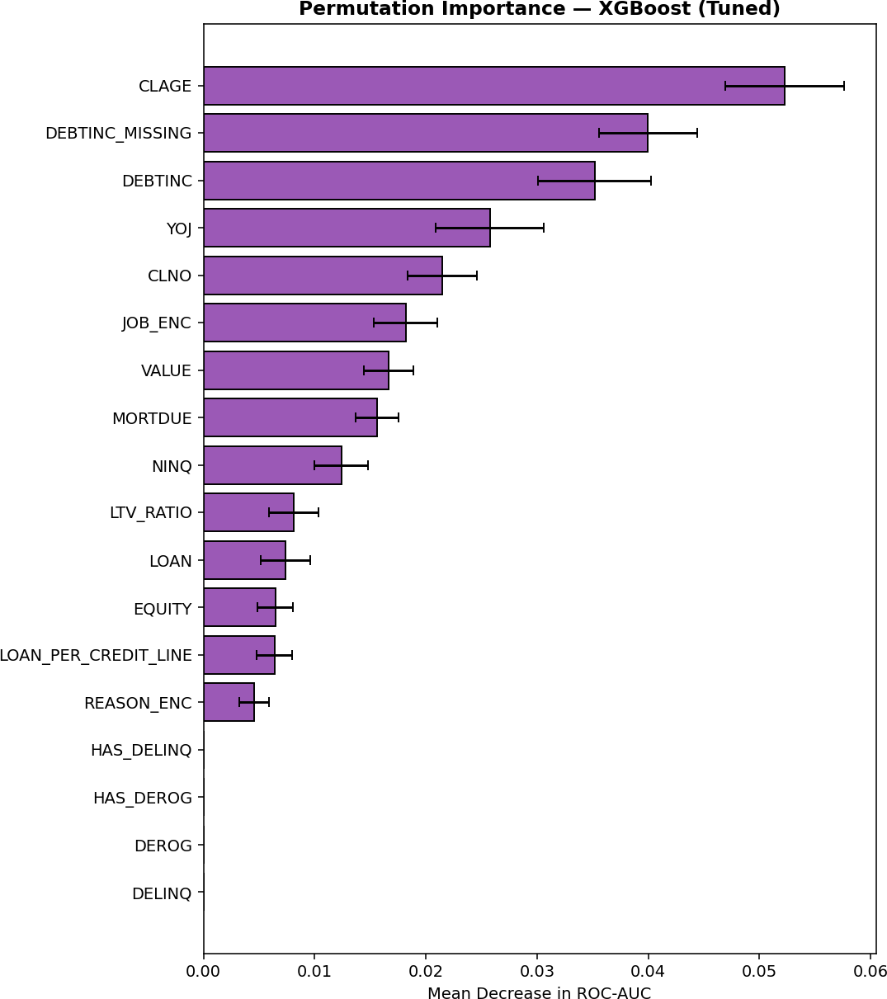 Permutation Importance — XGBoost (Tuned)
CLAGE
DEBTINC_MISSING
DEBTINC
YOJ
CLNO
JOB_ENC
VALUE
MORTDUE
NINQ
LTV_RATIO
LOAN
EQUITY
LOAN_PER_CREDIT_LINE
REASON_ENC
HAS_DELINQ
HAS_DEROG
DEROG
DELINQ
0.00 0.01 0.02 0.03 0.04 0.05 0.06
Mean Decrease in ROC-AUC